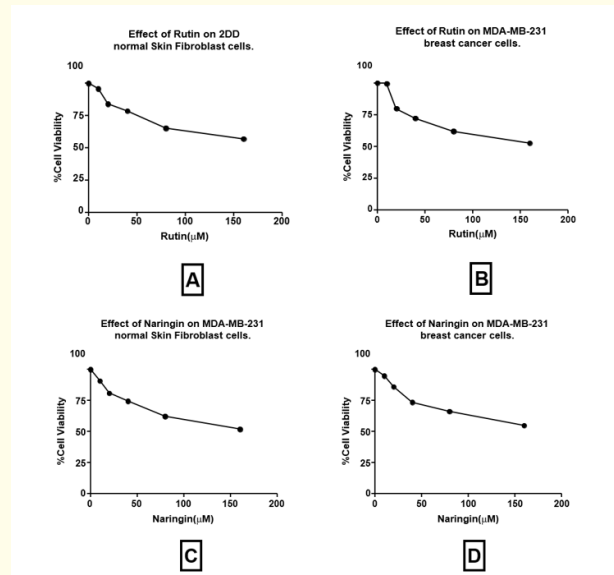 Effect of Rutin on 2DD
normal Skin Fibroblast cells.
100
75
50
25
0
%Cell Viability
0 50 100 150 200
Rutin(μM)
A
Effect of Rutin on MDA-MB-231
breast cancer cells.
100
75
50
25
0
%Cell Viability
0 50 100 150 200
Rutin(μM)
B
Effect of Naringin on MDA-MB-231
normal Skin Fibroblast cells.
100
75
50
25
0
%Cell Viability
0 50 100 150 200
Naringin(μM)
C
Effect of Naringin on MDA-MB-231
breast cancer cells.
100
75
50
25
0
%Cell Viability
0 50 100 150 200
Naringin(μM)
D